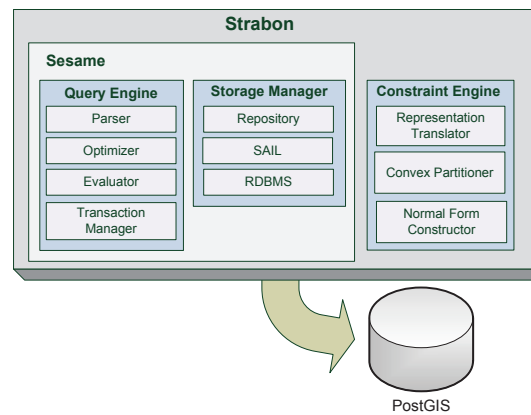 Strabon
Sesame
Query Engine
Parser
Optimizer
Evaluator
Transaction
Manager
Storage Manager
Repository
SAIL
RDBMS
Constraint Engine
Representation
Translator
Convex Partitioner
Normal Form
Constructor
PostGIS